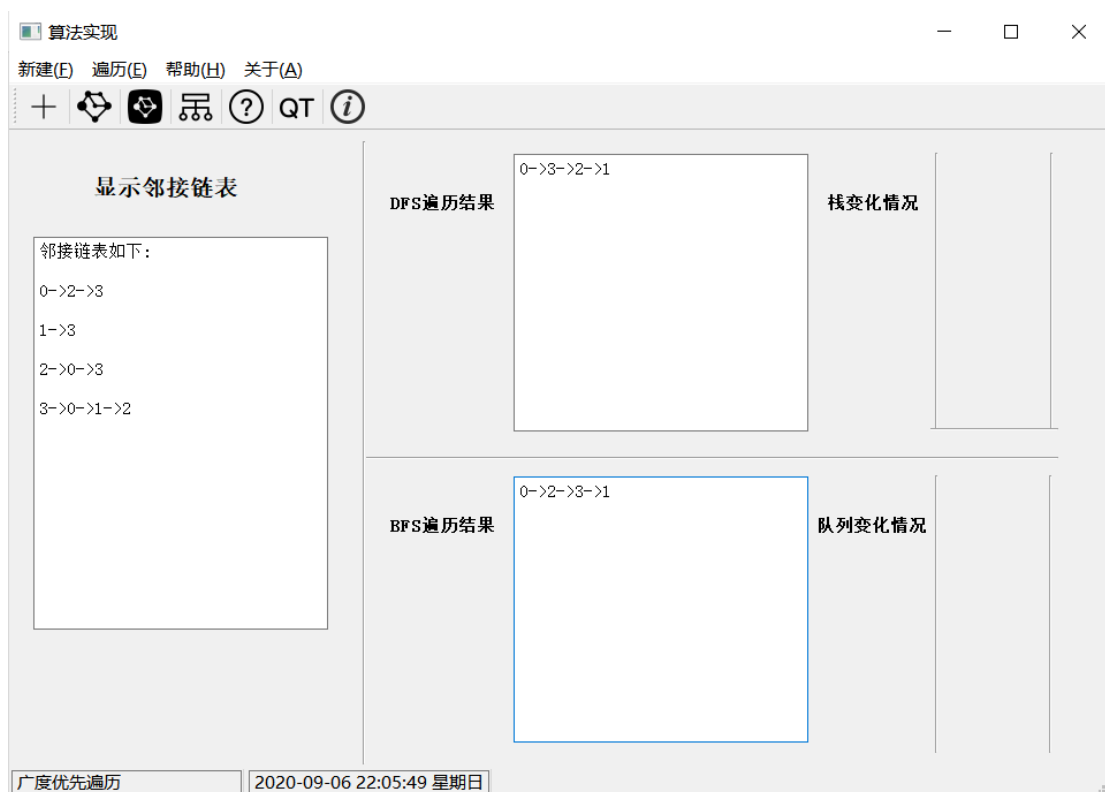 算法实现
新建(F) 遍历(E) 帮助(H) 关于(A)
QT
显示邻接链表
邻接链表如下:
0->2->3
1->3
2->0->3
3->0->1->2
DFS遍历结果
0->3->2->1
栈变化情况
BFS遍历结果
0->2->3->1
队列变化情况
广度优先遍历
2020-09-06 22:05:49 星期日